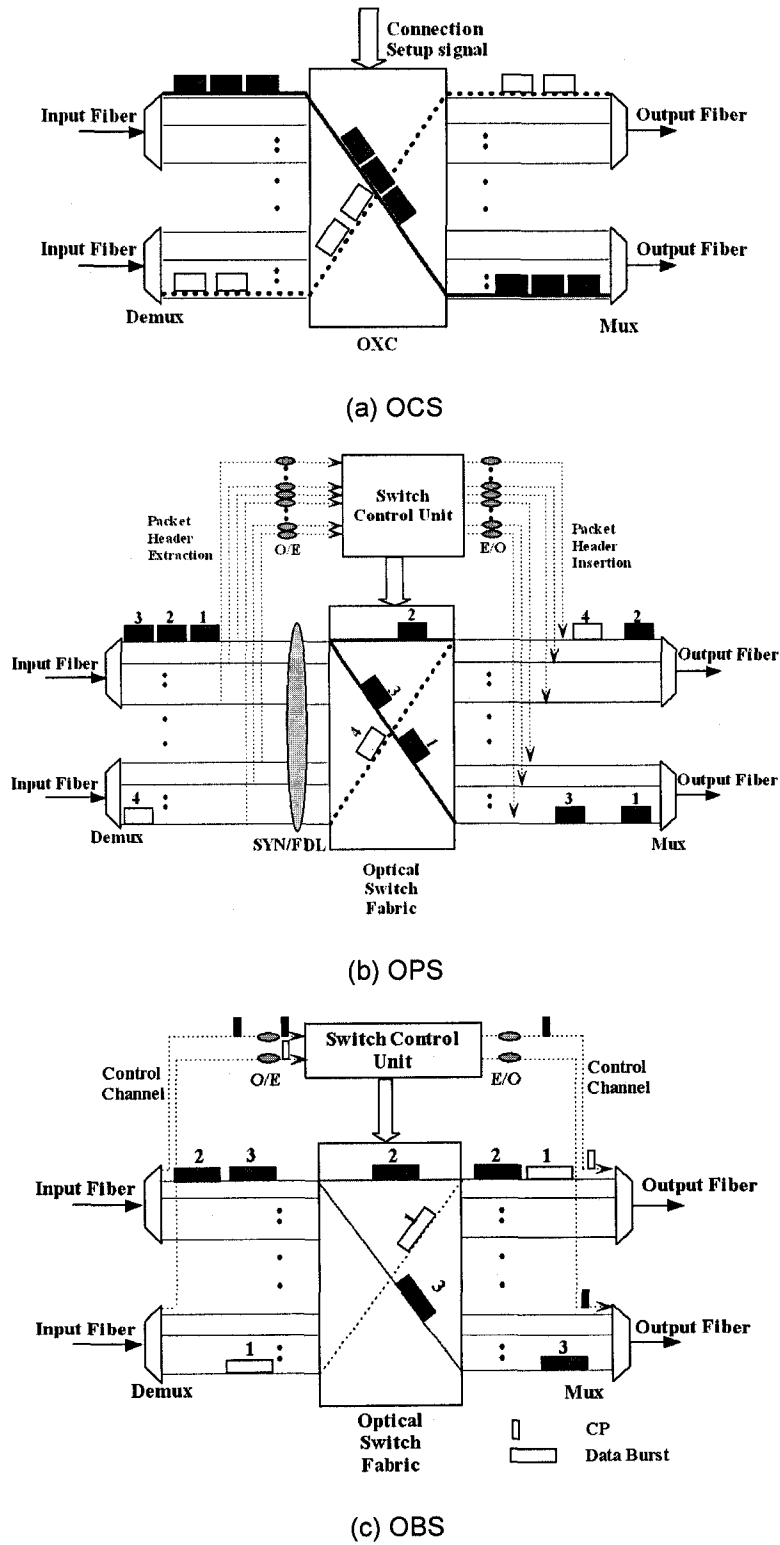 Connection
Setup signal
Input Fiber
Output Fiber
Input Fiber
Output Fiber
Demux
Mux
OXC
(a) OCS
Packet
Header
Extraction
O/E
Switch
Control Unit
E/O
Packet
Header
Insertion
3 2 1
2
4 2
Input Fiber
Output Fiber
3
4
1
Input Fiber
Output Fiber
4
3 1
Demux
SYN/FDL
Mux
Optical
Switch
Fabric
(b) OPS
Switch Control
Unit
Control
Channel
O/E
E/O
Control
Channel
2 3
2
2 1
Input Fiber
Output Fiber
1
3
Input Fiber
Output Fiber
1
3
Demux
Mux
Optical
Switch
Fabric
CP
Data Burst
(c) OBS